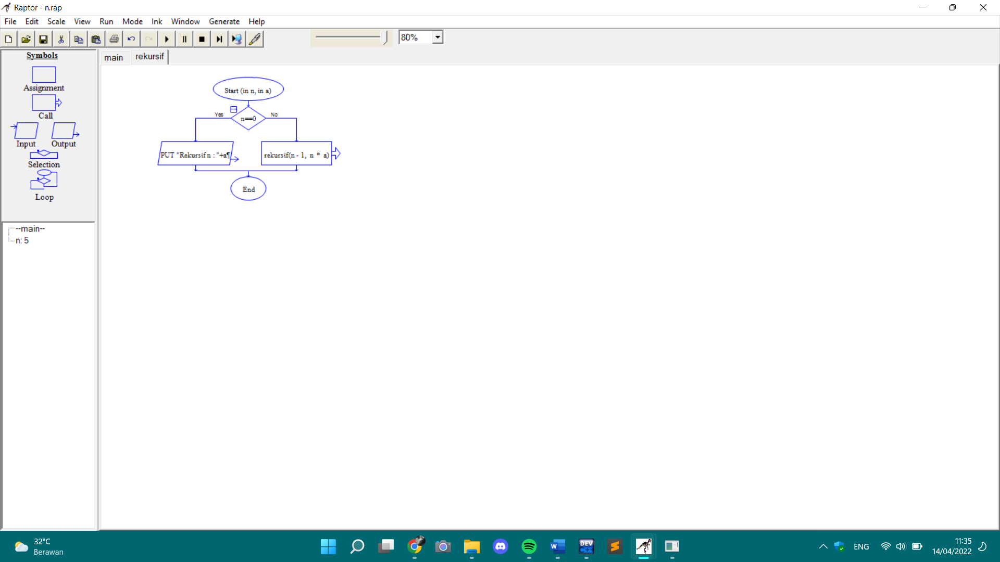 Raptor - n.rap
File Edit Scale View Run Mode Ink Window Generate Help
80%
Symbols
Assignment
Call
Input Output
Selection
Loop
--main--
n: 5
main rekursif
Start (in n, in a)
Yes No
n==0
PUT "Rekursif n : "+a¶
rekursif(n - 1, n * a)
End
32°C
Berawan
W
DEV
C++
S
ENG
11:35
14/04/2022